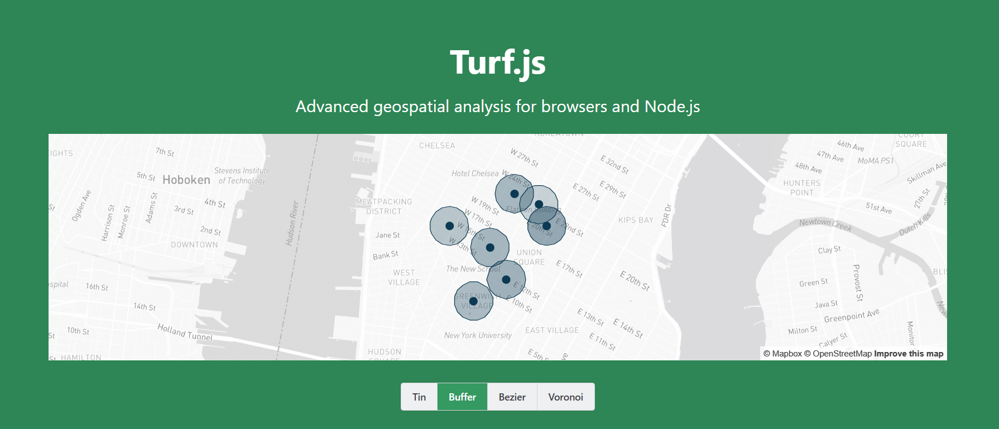 Turf.js
Advanced geospatial analysis for browsers and Node.js
KOREATOWN
COURT
SQUARE
CHELSEA
46th Ave
EIGHTS
7th St
W 27th St
47th Ave
MoMA PS1
E 32nd St
48th Ave
Skillman Ave
Stevens Institute
of Technology
5th St
Hoboken
Hotel Chelsea
W 24th St
HUNTERS
POINT
E 29th St
E 27th St
27th St
Ogden Ave
Adams St
4th St
MEATPACKING
DISTRICT
W 19th St
Flatiron Building
51st Ave
St
3rd St
Harrison St
Monroe St
W 17th St
KIPS BAY
FDR Dr
Newtown Creek
Dutch Kills
Hudson River
2nd St
Jane St
W 15th St
E 20th St
E 22nd St
DOWNTOWN
W 13th St
Bank St
UNION
SQUARE
Clay St
The New School
E 17th St
WEST
VILLAGE
E 20th St
Provost St
Green St
16th St
E 12th St
GREENWICH
VILLAGE
E 10th St
14th St
Java St
Greenpoint Ave
E 13th St
E 14th St
10th St
Holland Tunnel
New York University
EAST VILLAGE
Milton St
Calyer St
E 11th St
St
HAMILTON
HUDSON
SQUARE
E 5th St
© Mapbox © OpenStreetMap Improve this map
Tin
Buffer
Bezier
Voronoi